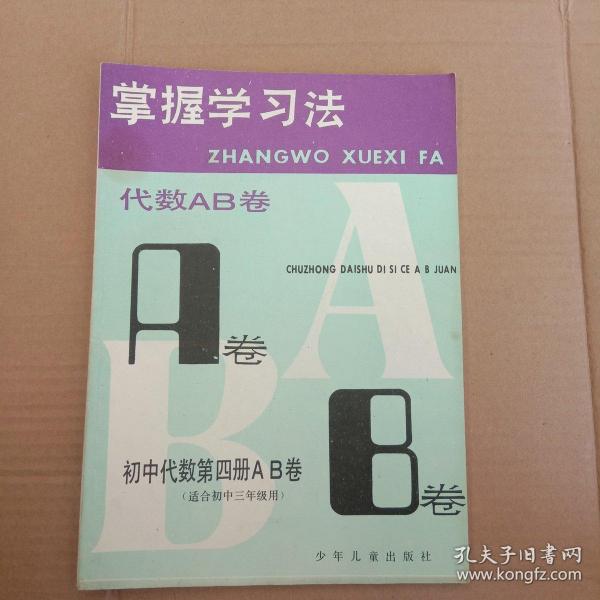 掌握学习法
ZHANGWO XUEXI FA
代数AB卷
AB
CHUZHONG DAISHU DI SI CE A B JUAN
A卷
B卷
初中代数第四册AB卷
(适合初中三年级用)
少年儿童出版社
孔夫子旧书网
www.kongfz.com